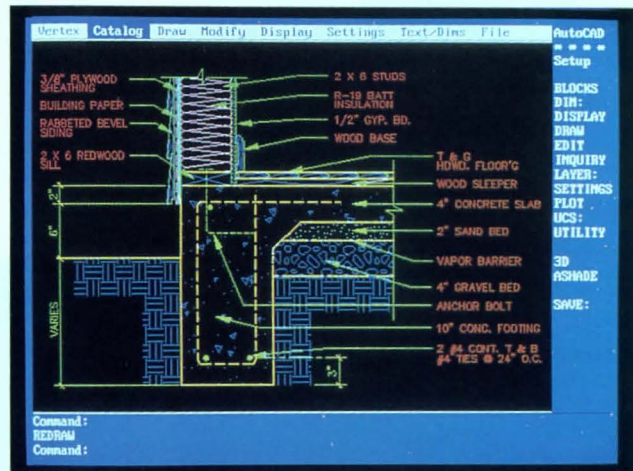 Vertex Catalog Draw Modify Display Settings Text/Dims File
AutoCAD
* * * *
Setup
BLOCKS
DIM:
DISPLAY
DRAW
EDIT
INQUIRY
LAYER:
SETTINGS
PLOT
UCS:
UTILITY
3D
ASHADE
SAVE:
3/8" PLYWOOD
SHEATHING
BUILDING PAPER
RABBETED BEVEL
SIDING
2 X 6 REDWOOD
SILL
2"
6"
VARIES
2 X 6 STUDS
R-19 BATT
INSULATION
1/2" GYP. BD.
WOOD BASE
T & G
HDWD. FLOOR'G
WOOD SLEEPER
4" CONCRETE SLAB
2" SAND BED
VAPOR BARRIER
4" GRAVEL BED
ANCHOR BOLT
10" CONC. FOOTING
2 #4 CONT. T & B
#4 TIES @ 24" O.C.
3"
Command:
REDRAW
Command: